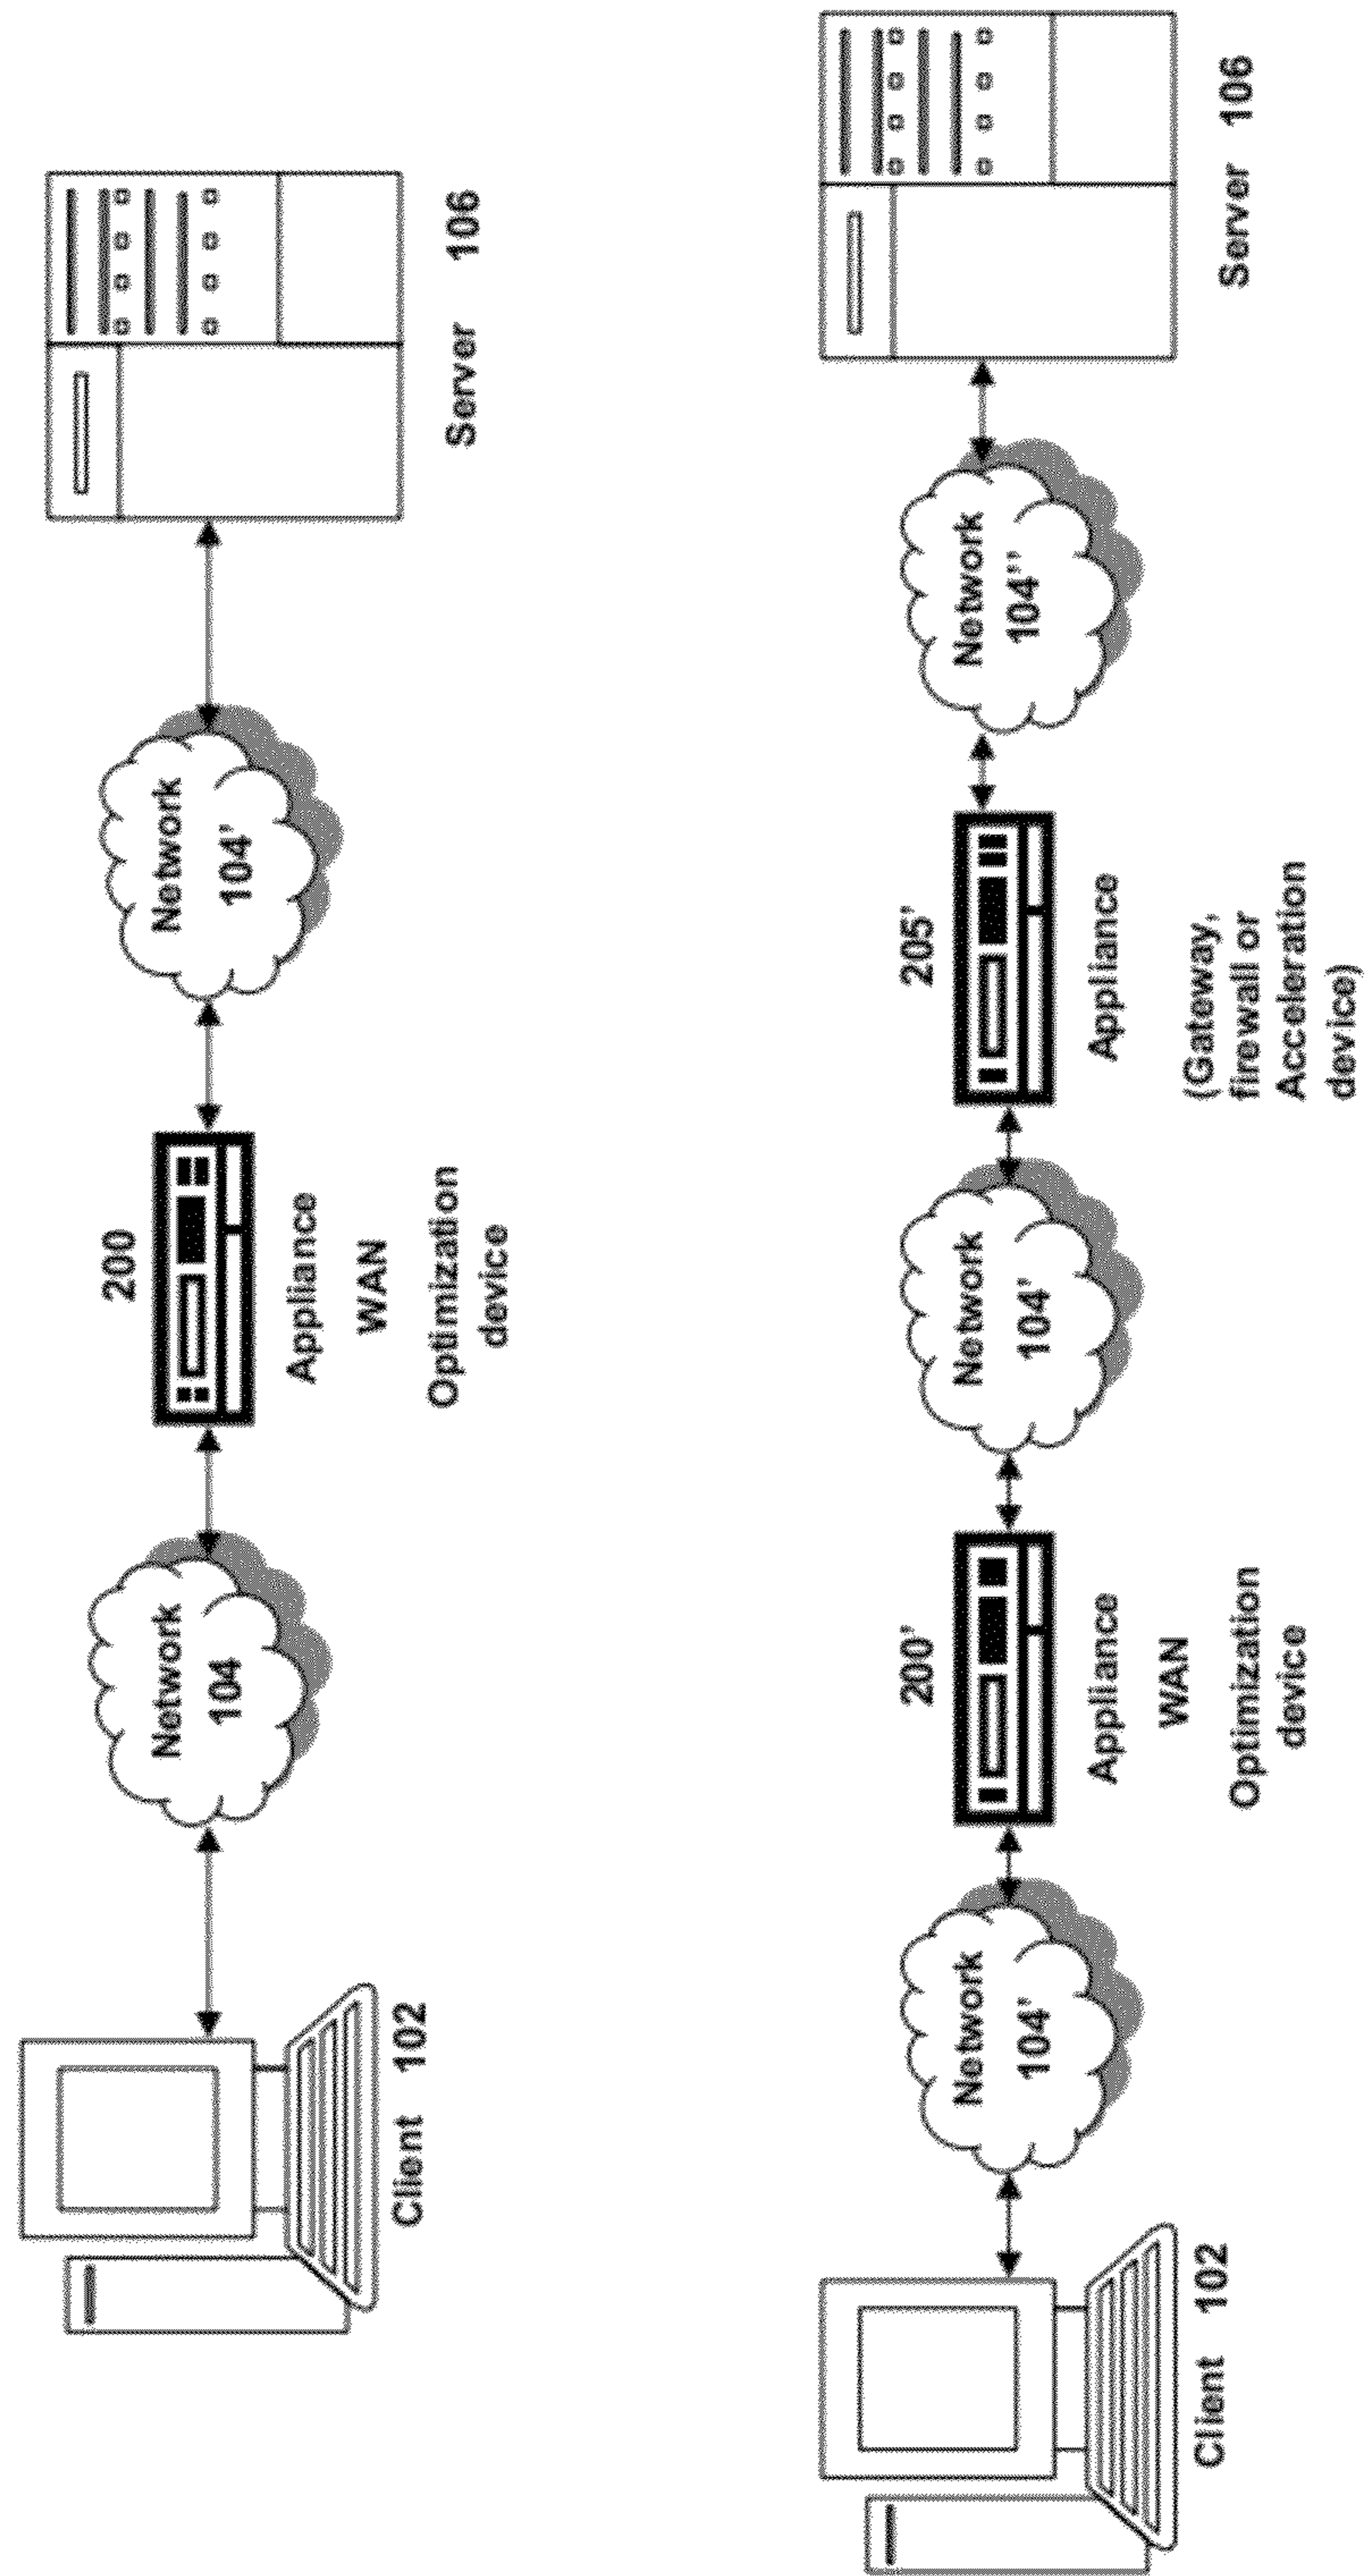 200
Network
104
Network
104'
Appliance
WAN
Optimization
device
Client 102
Server 106
200'
205'
Network
104'
Network
104'
Network
104''
Appliance
WAN
Optimization
device
Appliance
(Gateway,
firewall or
Acceleration
device)
Client 102
Server 106